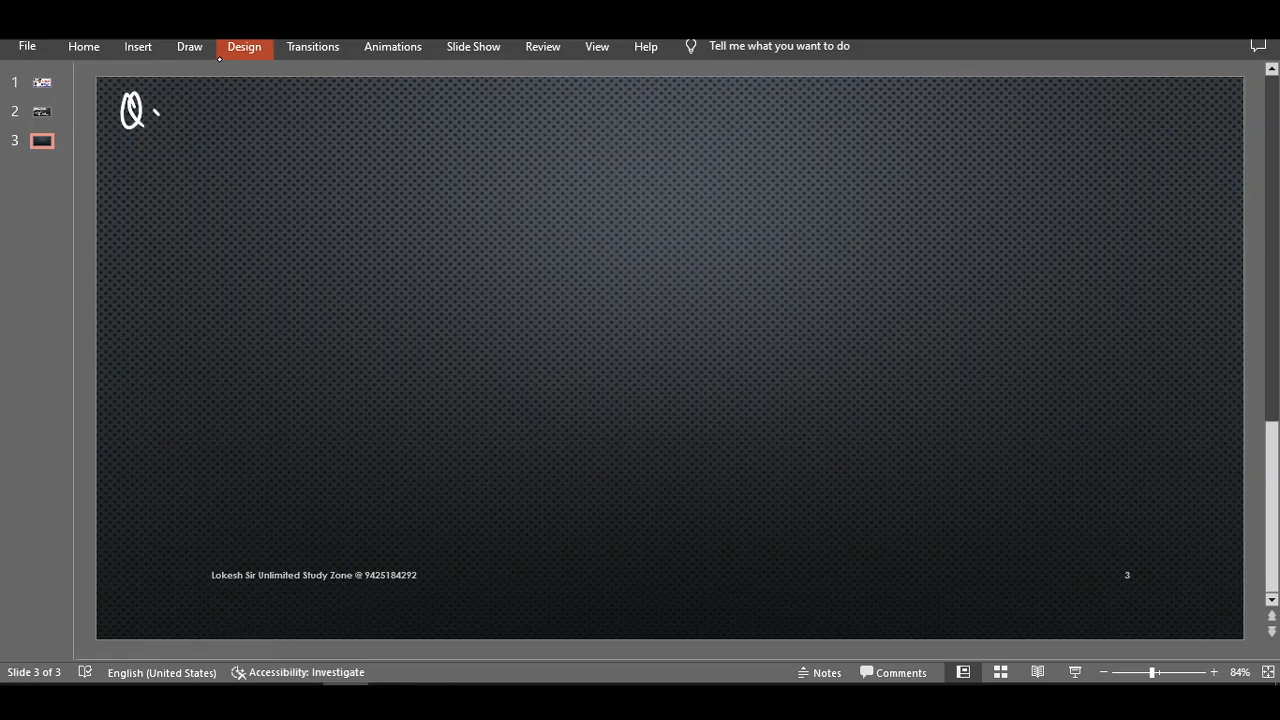 File Home Insert Draw Design Transitions Animations Slide Show Review View Help Tell me what you want to do
1
2
3
Q.
Lokesh Sir Unlimited Study Zone @ 9425184292 3
Slide 3 of 3 English (United States) Accessibility: Investigate Notes Comments 84%